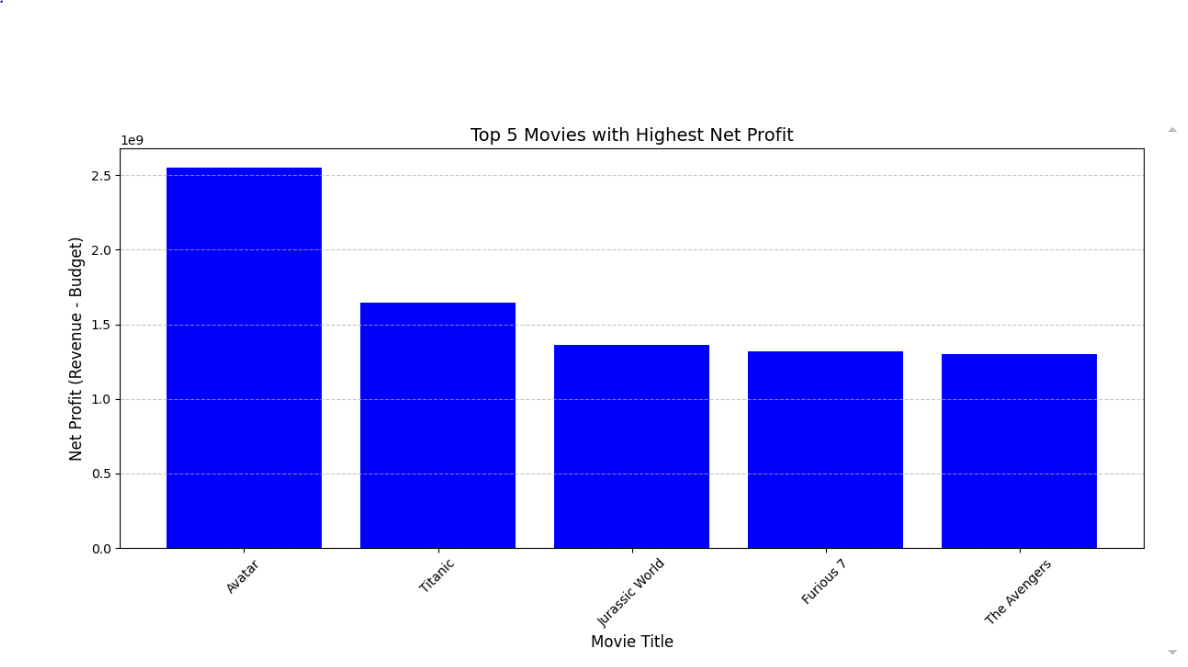 Top 5 Movies with Highest Net Profit
1e9
2.5
2.0
1.5
1.0
0.5
0.0
Net Profit (Revenue - Budget)
Avatar
Titanic
Jurassic World
Furious 7
The Avengers
Movie Title